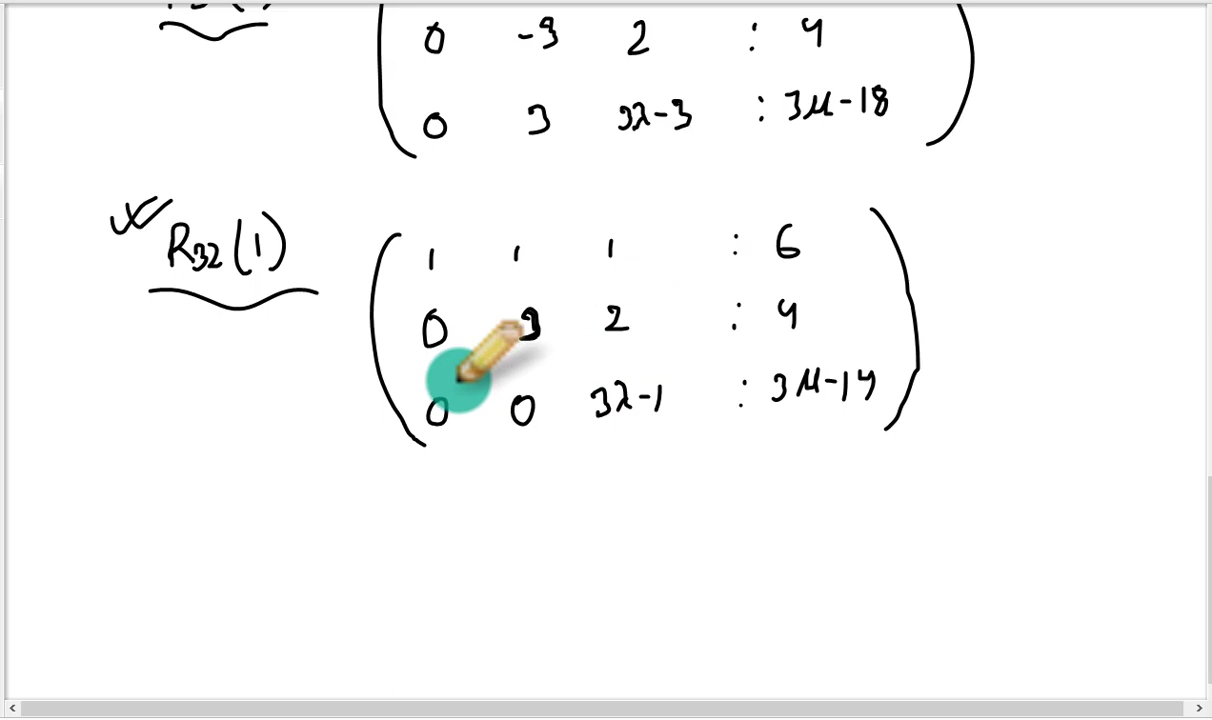 0 -3 2 : 4
0 3 3λ-3 : 3μ-18
R32(1) 1 1 1 : 6
0 3 2 : 4
0 0 3λ-1 : 3μ-14